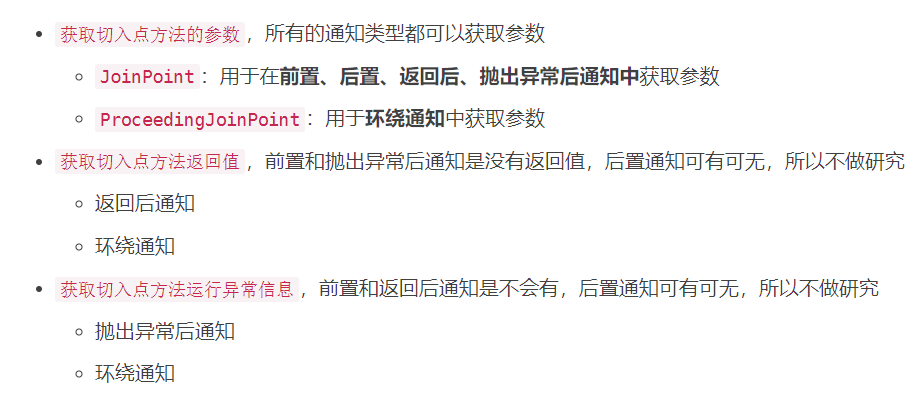 获取切入点方法的参数，所有的通知类型都可以获取参数
JoinPoint：用于在前置、后置、返回后、抛出异常后通知中获取参数
ProceedingJoinPoint：用于环绕通知中获取参数
获取切入点方法返回值，前置和抛出异常后通知是没有返回值，后置通知可有可无，所以不做研究
返回后通知
环绕通知
获取切入点方法运行异常信息，前置和返回后通知是不会有，后置通知可有可无，所以不做研究
抛出异常后通知
环绕通知